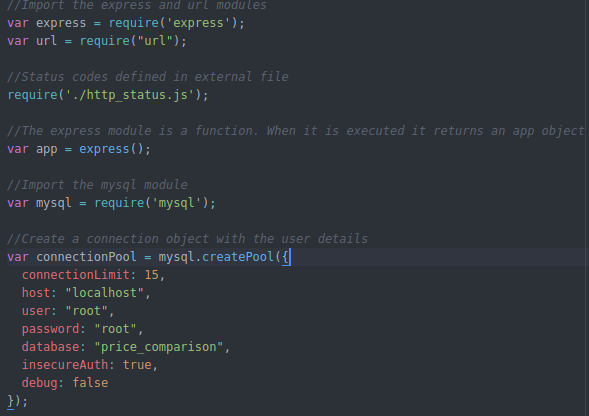 //Import the express and url modules
var express = require('express');
var url = require("url");
//Status codes defined in external file
require('./http_status.js');
//The express module is a function. When it is executed it returns an app object
var app = express();
//Import the mysql module
var mysql = require('mysql');
//Create a connection object with the user details
var connectionPool = mysql.createPool({
  connectionLimit: 15,
  host: "localhost",
  user: "root",
  password: "root",
  database: "price_comparison",
  insecureAuth: true,
  debug: false
});